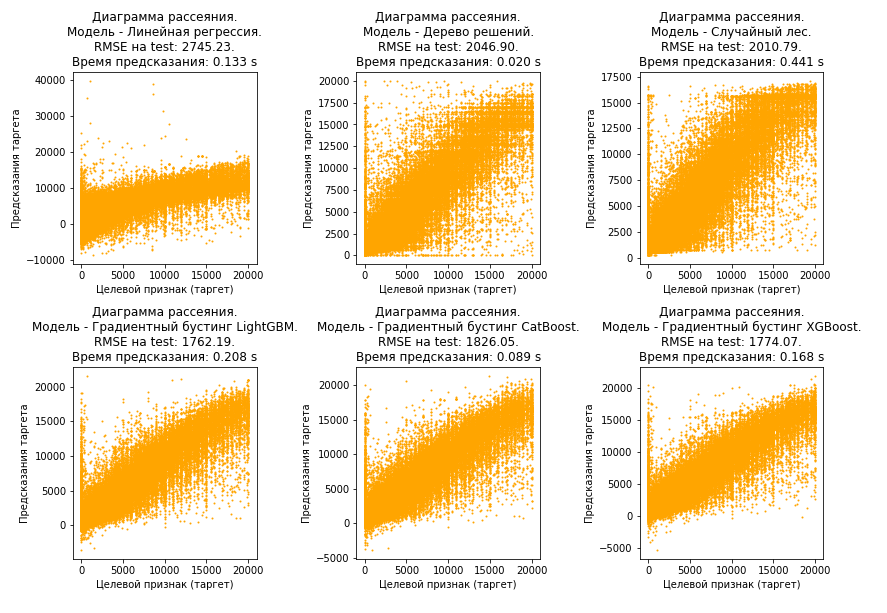 Диаграмма рассеяния.
Модель - Линейная регрессия.
RMSE на test: 2745.23.
Время предсказания: 0.133 s
40000
30000
20000
10000
0
−10000
Предсказания таргета
0 5000 10000 15000 20000
Целевой признак (таргет)
Диаграмма рассеяния.
Модель - Дерево решений.
RMSE на test: 2046.90.
Время предсказания: 0.020 s
20000
17500
15000
12500
10000
7500
5000
2500
0
Предсказания таргета
0 5000 10000 15000 20000
Целевой признак (таргет)
Диаграмма рассеяния.
Модель - Случайный лес.
RMSE на test: 2010.79.
Время предсказания: 0.441 s
17500
15000
12500
10000
7500
5000
2500
0
Предсказания таргета
0 5000 10000 15000 20000
Целевой признак (таргет)
Диаграмма рассеяния.
Модель - Градиентный бустинг LightGBM.
RMSE на test: 1762.19.
Время предсказания: 0.208 s
20000
15000
10000
5000
0
Предсказания таргета
0 5000 10000 15000 20000
Целевой признак (таргет)
Диаграмма рассеяния.
Модель - Градиентный бустинг CatBoost.
RMSE на test: 1826.05.
Время предсказания: 0.089 s
20000
15000
10000
5000
0
−5000
Предсказания таргета
0 5000 10000 15000 20000
Целевой признак (таргет)
Диаграмма рассеяния.
Модель - Градиентный бустинг XGBoost.
RMSE на test: 1774.07.
Время предсказания: 0.168 s
20000
15000
10000
5000
0
−5000
Предсказания таргета
0 5000 10000 15000 20000
Целевой признак (таргет)